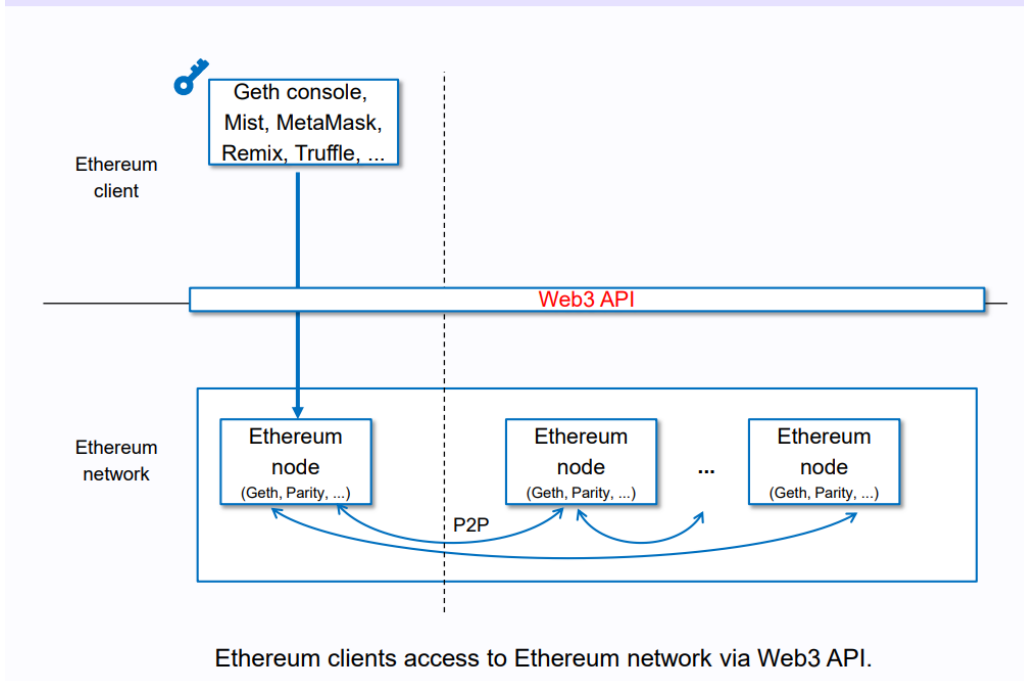 Geth console,
Mist, MetaMask,
Remix, Truffle, ...
Ethereum
client
Web3 API
Ethereum
network
Ethereum
node
(Geth, Parity, ...)
Ethereum
node
(Geth, Parity, ...)
...
Ethereum
node
(Geth, Parity, ...)
P2P
Ethereum clients access to Ethereum network via Web3 API.